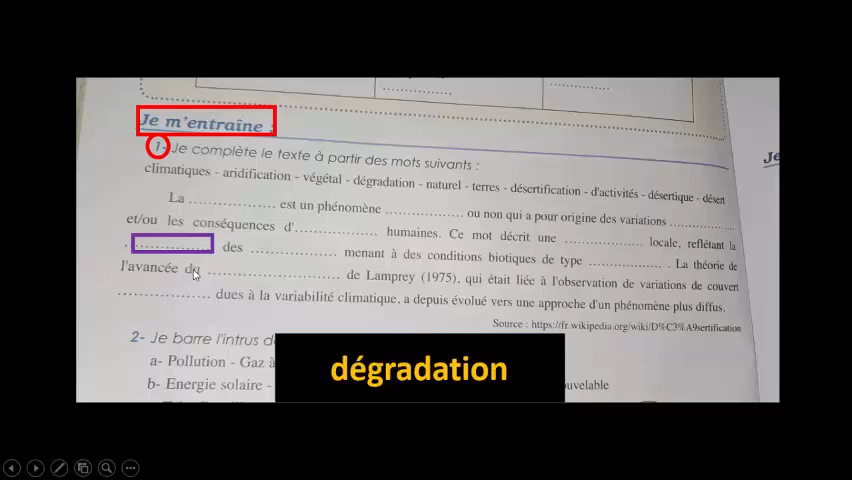 Je m'entraîne :
1- Je complète le texte à partir des mots suivants :
climatiques - aridification - végétal - dégradation - naturel - terres - désertification - d'activités - désertique - désert
La .................... est un phénomène .................... ou non qui a pour origine des variations ....................
et/ou les conséquences d'.................... humaines. Ce mot décrit une .................... locale, reflétant la
.................... des .................... menant à des conditions biotiques de type .................... . La théorie de
l'avancée du .................... de Lamprey (1975), qui était liée à l'observation de variations de couvert
.................... dues à la variabilité climatique, a depuis évolué vers une approche d'un phénomène plus diffus.
Source : https://fr.wikipedia.org/wiki/D%C3%A9sertification
2- Je barre l'intrus d
a- Pollution - Gaz à
b- Energie solaire - uvelable
dégradation
Je